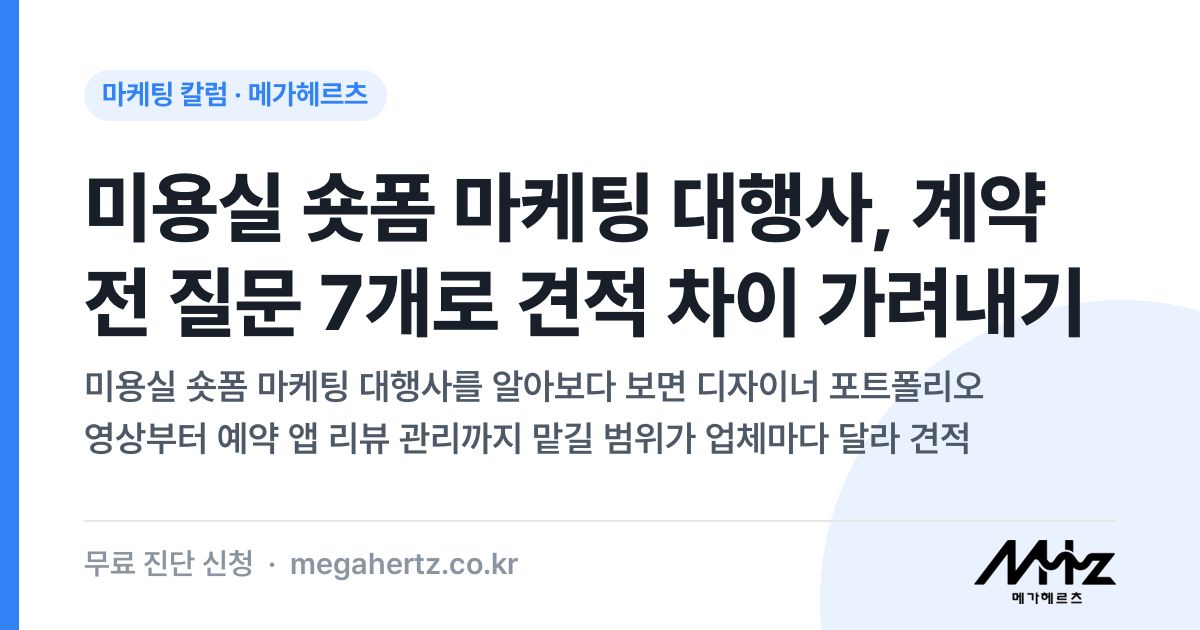 마케팅 칼럼 · 메가헤르츠
미용실 숏폼 마케팅 대행사, 계약
전 질문 7개로 견적 차이 가려내기
미용실 숏폼 마케팅 대행사를 알아보다 보면 디자이너 포트폴리오
영상부터 예약 앱 리뷰 관리까지 맡길 범위가 업체마다 달라 견적
무료 진단 신청 · megahertz.co.kr
MHz
메가헤르츠